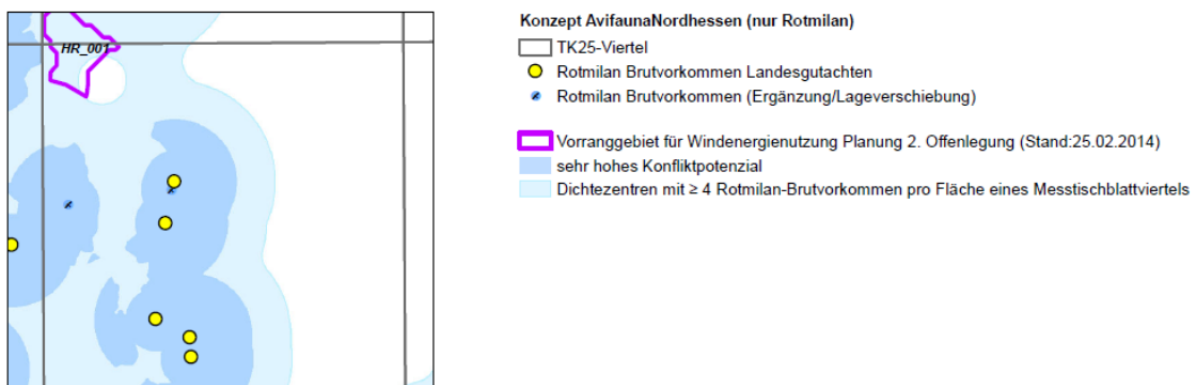 HR_001
Konzept AvifaunaNordhessen (nur Rotmilan)
TK25-Viertel
Rotmilan Brutvorkommen Landesgutachten
Rotmilan Brutvorkommen (Ergänzung/Lageverschiebung)
Vorranggebiet für Windenergienutzung Planung 2. Offenlegung (Stand:25.02.2014)
sehr hohes Konfliktpotenzial
Dichtezentren mit ≥ 4 Rotmilan-Brutvorkommen pro Fläche eines Messtischblattviertels